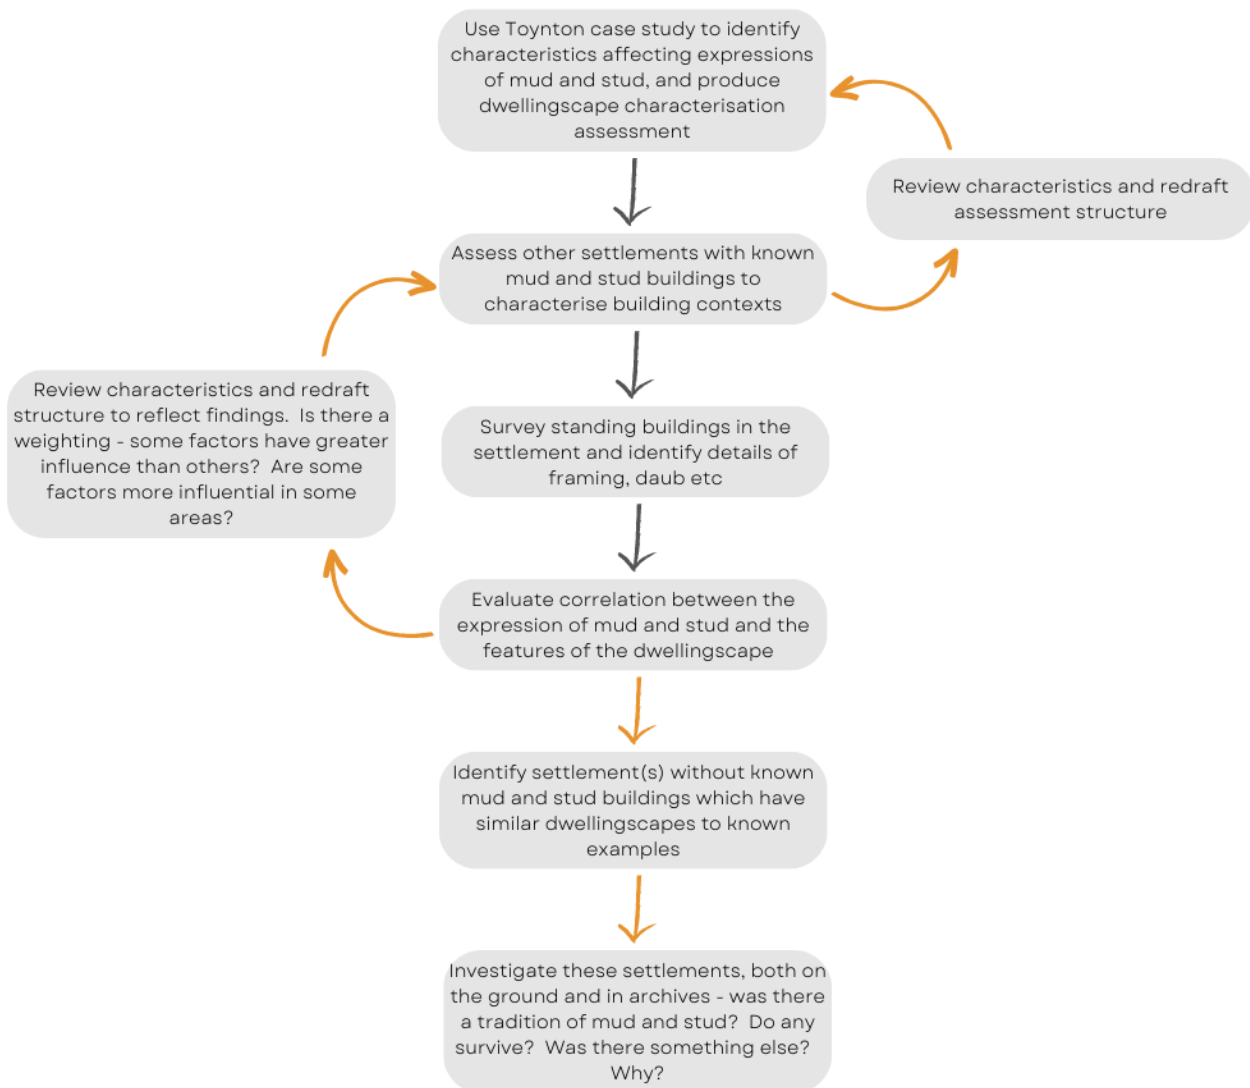 Use Toynton case study to identify
characteristics affecting expressions
of mud and stud, and produce
dwellingscape characterisation
assessment
Review characteristics and redraft
assessment structure
Assess other settlements with known
mud and stud buildings to
characterise building contexts
Review characteristics and redraft
structure to reflect findings.  Is there a
weighting - some factors have greater
influence than others?  Are some
factors more influential in some
areas?
Survey standing buildings in the
settlement and identify details of
framing, daub etc
Evaluate correlation between the
expression of mud and stud and the
features of the dwellingscape
Identify settlement(s) without known
mud and stud buildings which have
similar dwellingscapes to known
examples
Investigate these settlements, both on
the ground and in archives - was there
a tradition of mud and stud?  Do any
survive?  Was there something else?
Why?